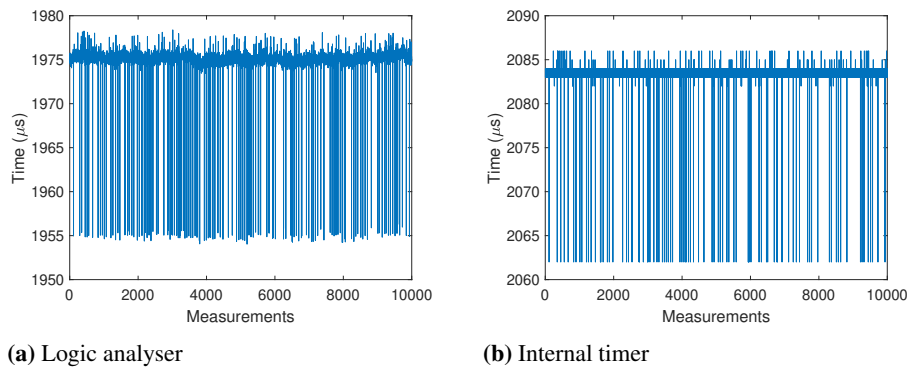 1980
1975
1970
1965
1960
1955
1950
Time (μs)
0 2000 4000 6000 8000 10000
Measurements
(a) Logic analyser
2090
2085
2080
2075
2070
2065
2060
Time (μs)
0 2000 4000 6000 8000 10000
Measurements
(b) Internal timer